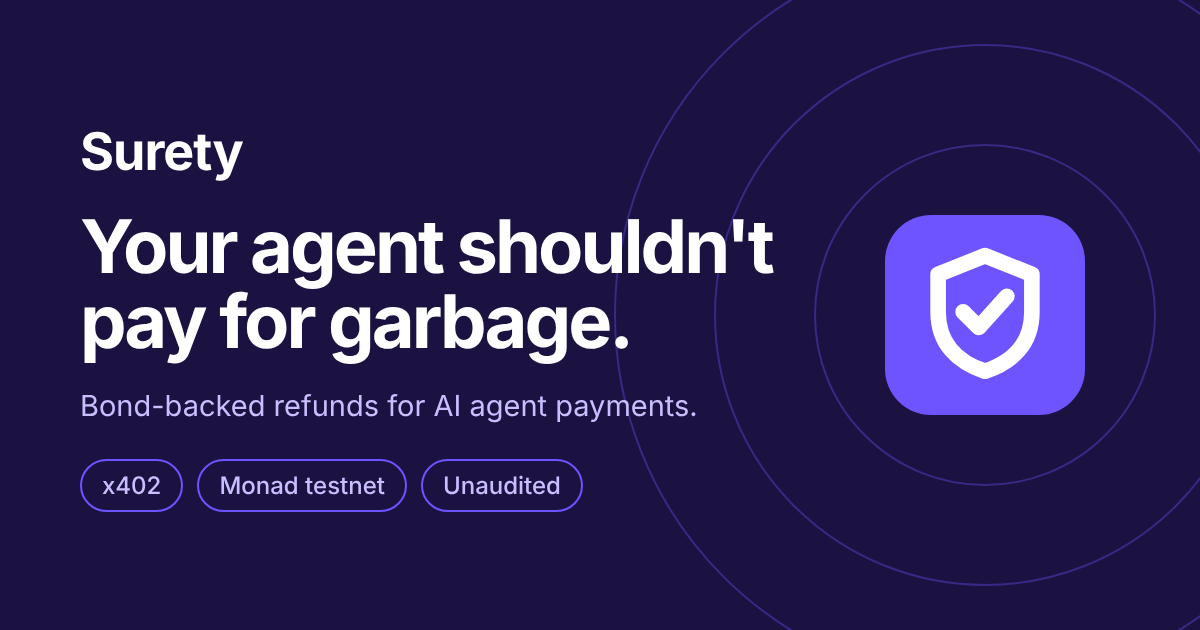 Surety
Your agent shouldn't
pay for garbage.
Bond-backed refunds for AI agent payments.
x402 Monad testnet Unaudited